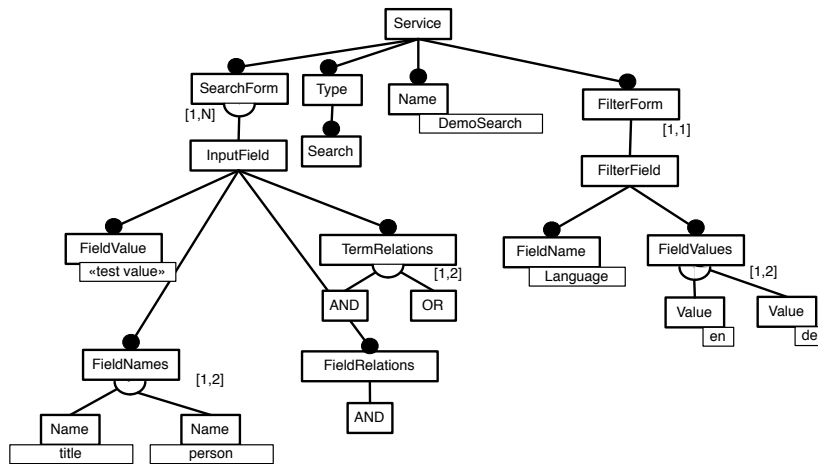 Service
SearchForm
Type
Name
DemoSearch
FilterForm
[1,N]
[1,1]
InputField
Search
FilterField
FieldValue
«test value»
TermRelations
[1,2]
FieldName
Language
FieldValues
[1,2]
AND
OR
Value
en
Value
de
FieldNames
[1,2]
FieldRelations
Name
title
Name
person
AND